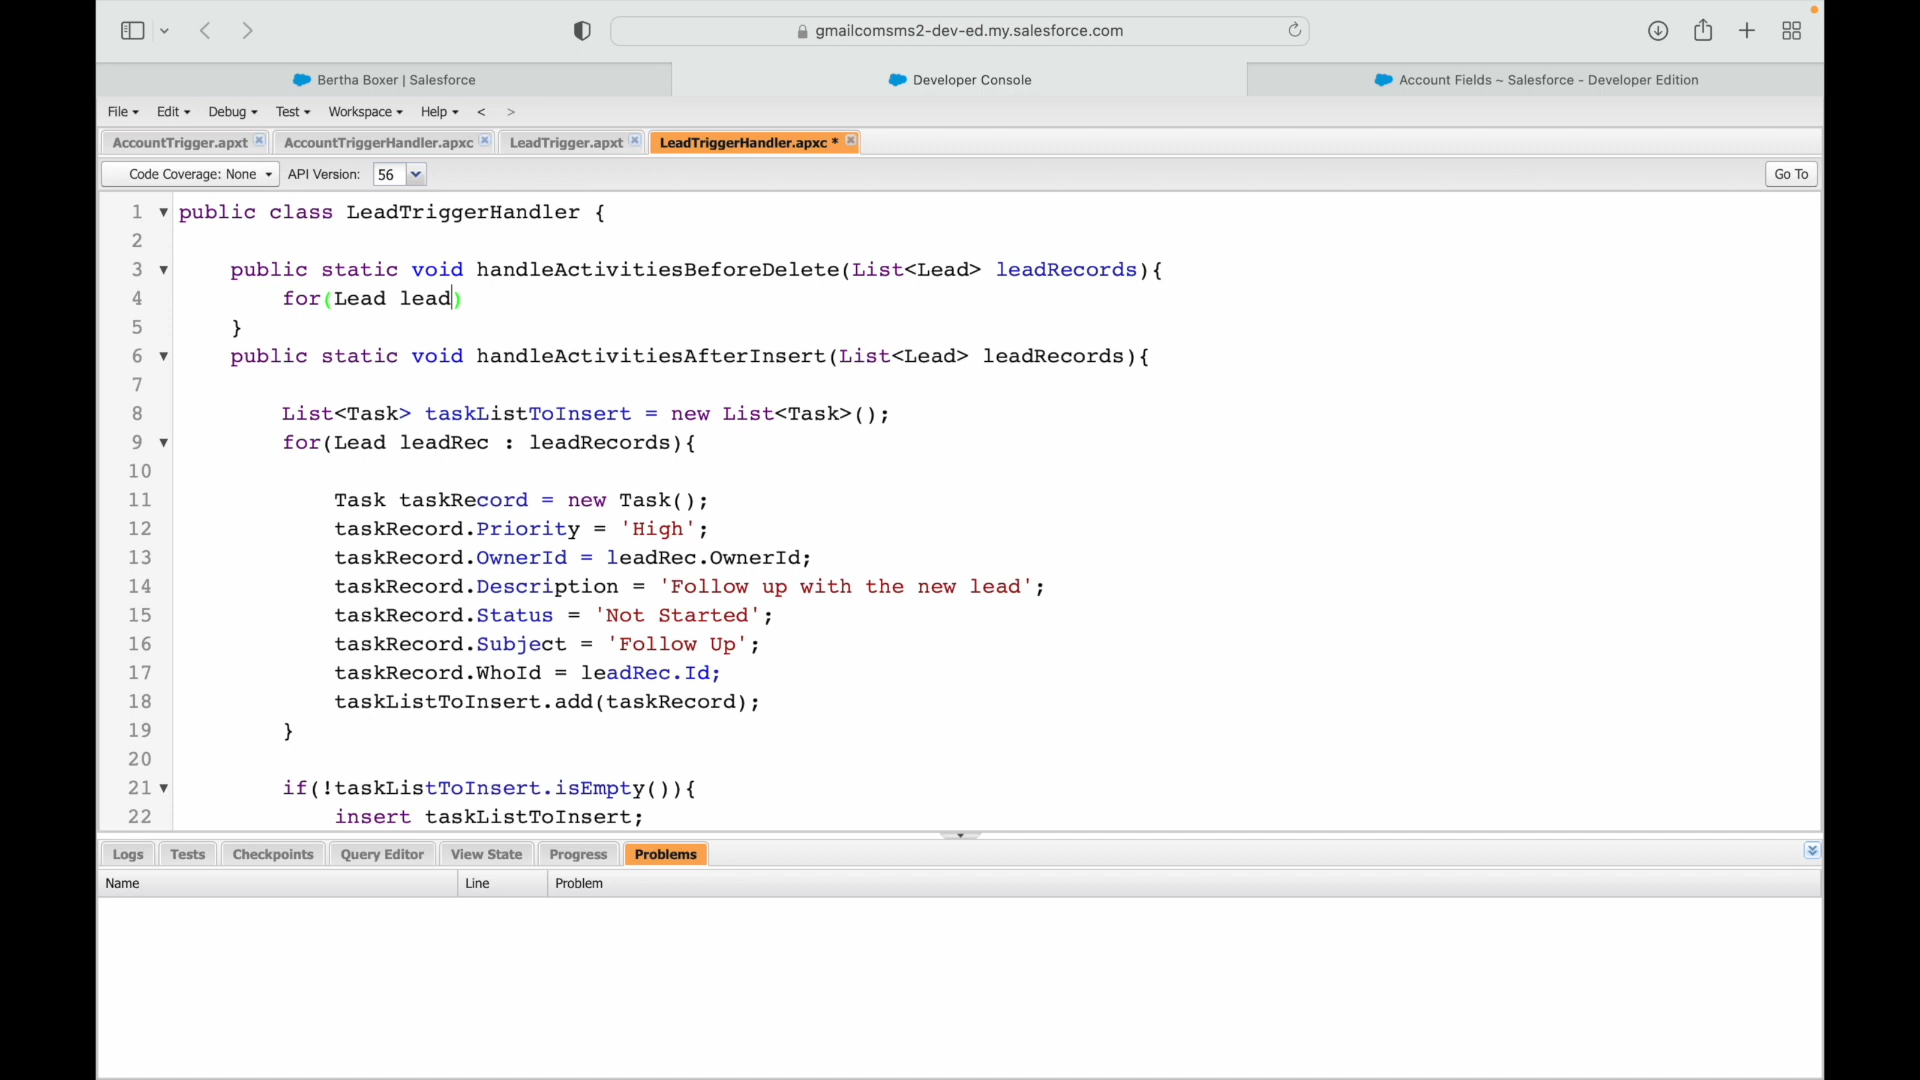 gmailcomsms2-dev-ed.my.salesforce.com
Bertha Boxer | Salesforce
Developer Console
Account Fields ~ Salesforce - Developer Edition
File Edit Debug Test Workspace Help < >
AccountTrigger.apxt AccountTriggerHandler.apxc LeadTrigger.apxt LeadTriggerHandler.apxc *
Code Coverage: None API Version: 56 Go To
1 public class LeadTriggerHandler {
2
3 public static void handleActivitiesBeforeDelete(List<Lead> leadRecords){
4 for(Lead lead)
5 }
6 public static void handleActivitiesAfterInsert(List<Lead> leadRecords){
7
8 List<Task> taskListToInsert = new List<Task>();
9 for(Lead leadRec : leadRecords){
10
11 Task taskRecord = new Task();
12 taskRecord.Priority = 'High';
13 taskRecord.OwnerId = leadRec.OwnerId;
14 taskRecord.Description = 'Follow up with the new lead';
15 taskRecord.Status = 'Not Started';
16 taskRecord.Subject = 'Follow Up';
17 taskRecord.WhoId = leadRec.Id;
18 taskListToInsert.add(taskRecord);
19 }
20
21 if(!taskListToInsert.isEmpty()){
22 insert taskListToInsert;
Logs Tests Checkpoints Query Editor View State Progress Problems
Name Line Problem